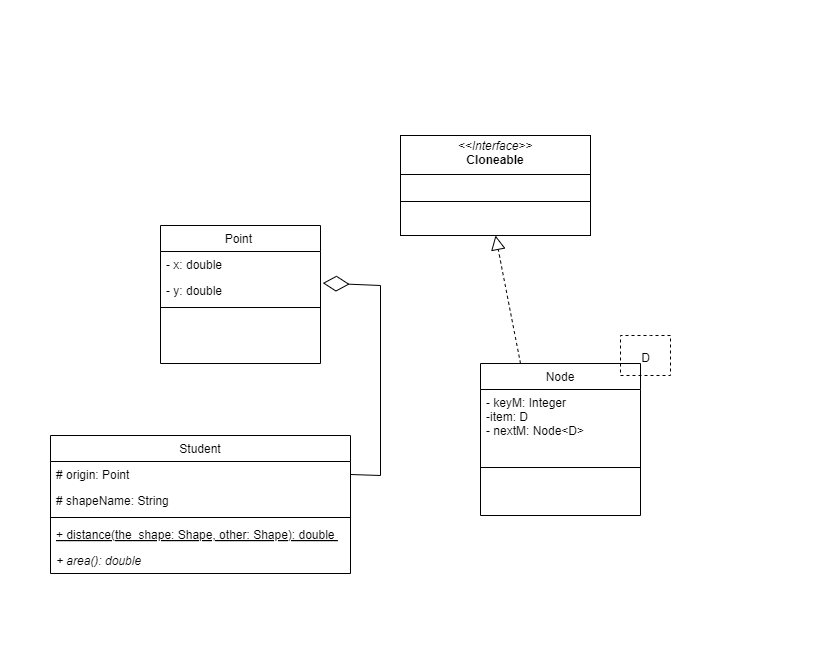 <<Interface>>
Cloneable
Point
- x: double
- y: double
D
Node
- keyM: Integer
-item: D
- nextM: Node<D>
Student
# origin: Point
# shapeName: String
+ distance(the_shape: Shape, other: Shape): double
+ area(): double